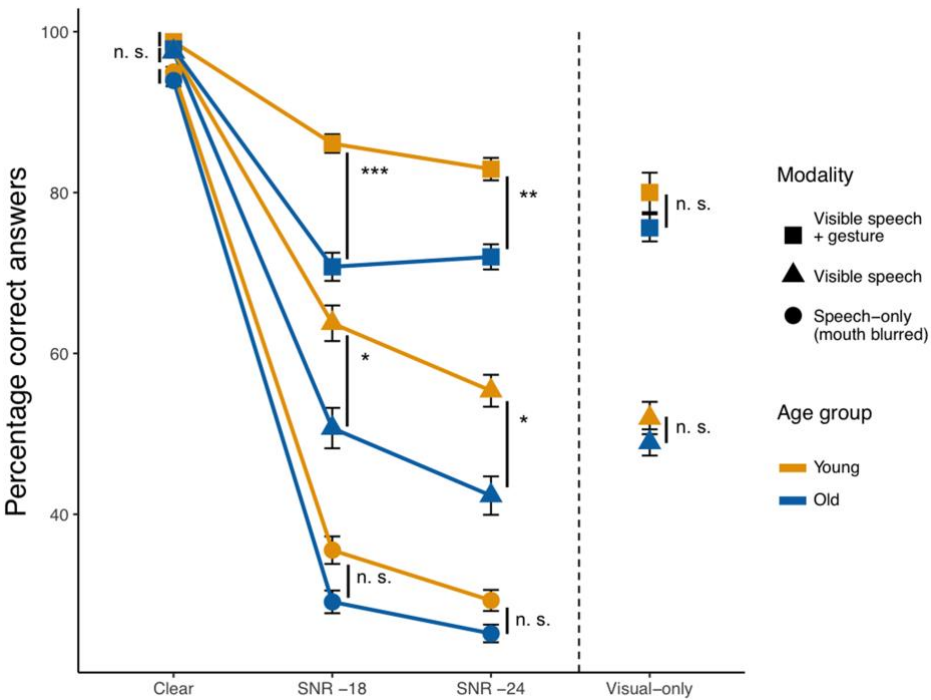 Percentage correct answers
100
80
60
40
n. s.
***
**
*
*
n. s.
n. s.
n. s.
n. s.
Clear
SNR −18
SNR −24
Visual−only
Modality
Visible speech
+ gesture
Visible speech
Speech−only
(mouth blurred)
Age group
Young
Old